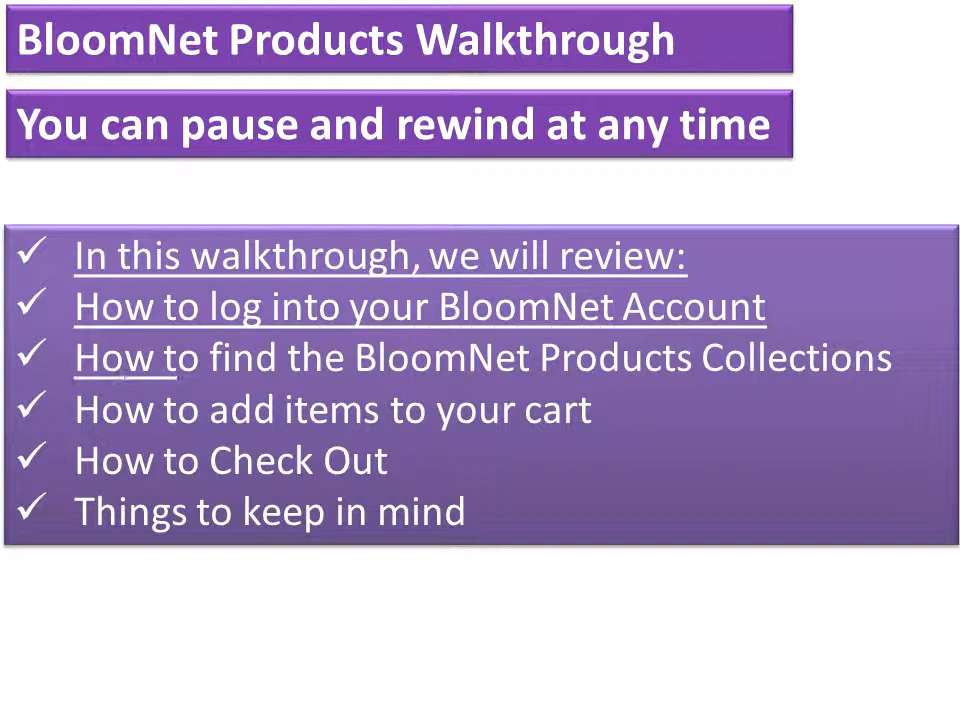 BloomNet Products Walkthrough
You can pause and rewind at any time
✓ In this walkthrough, we will review:
✓ How to log into your BloomNet Account
✓ How to find the BloomNet Products Collections
✓ How to add items to your cart
✓ How to Check Out
✓ Things to keep in mind